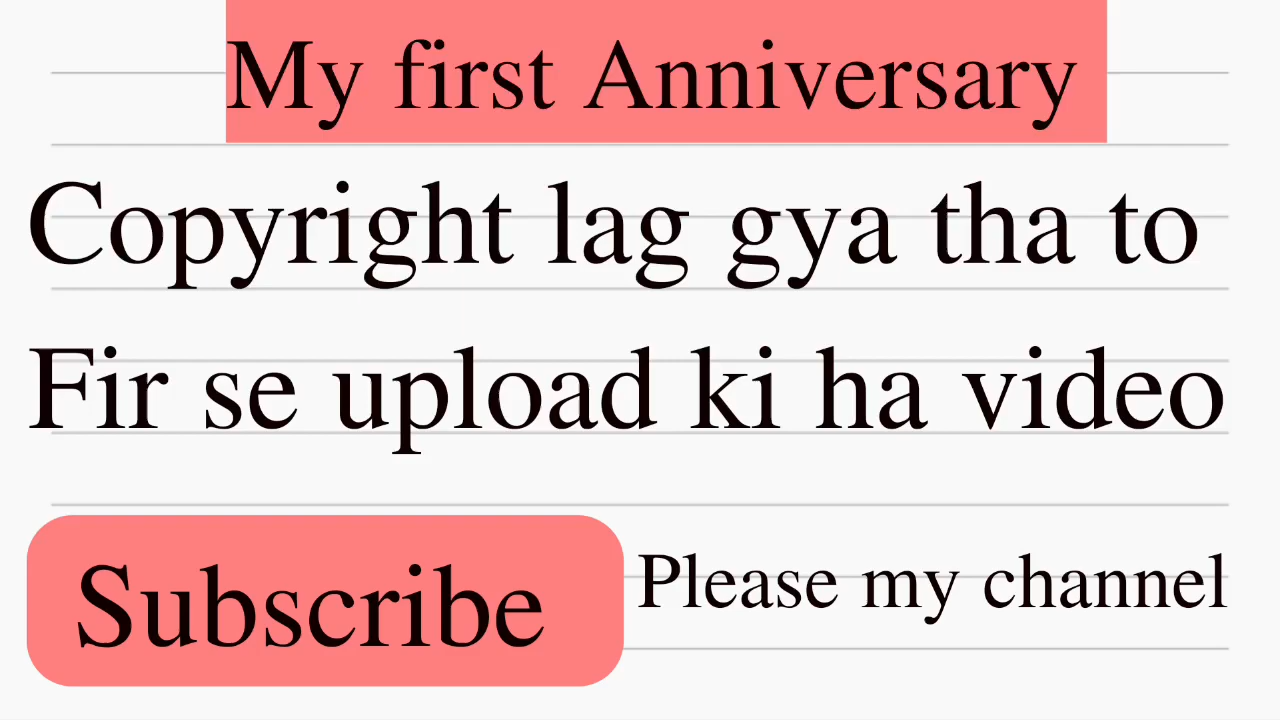 My first Anniversary
Copyright lag gya tha to
Fir se upload ki ha video
Subscribe
Please my channel